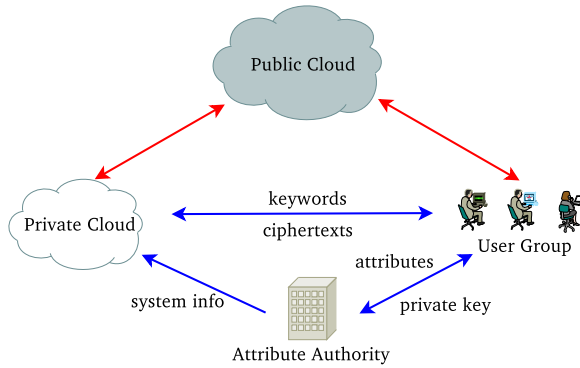 Public Cloud
keywords
Private Cloud
ciphertexts
User Group
attributes
system info
private key
Attribute Authority